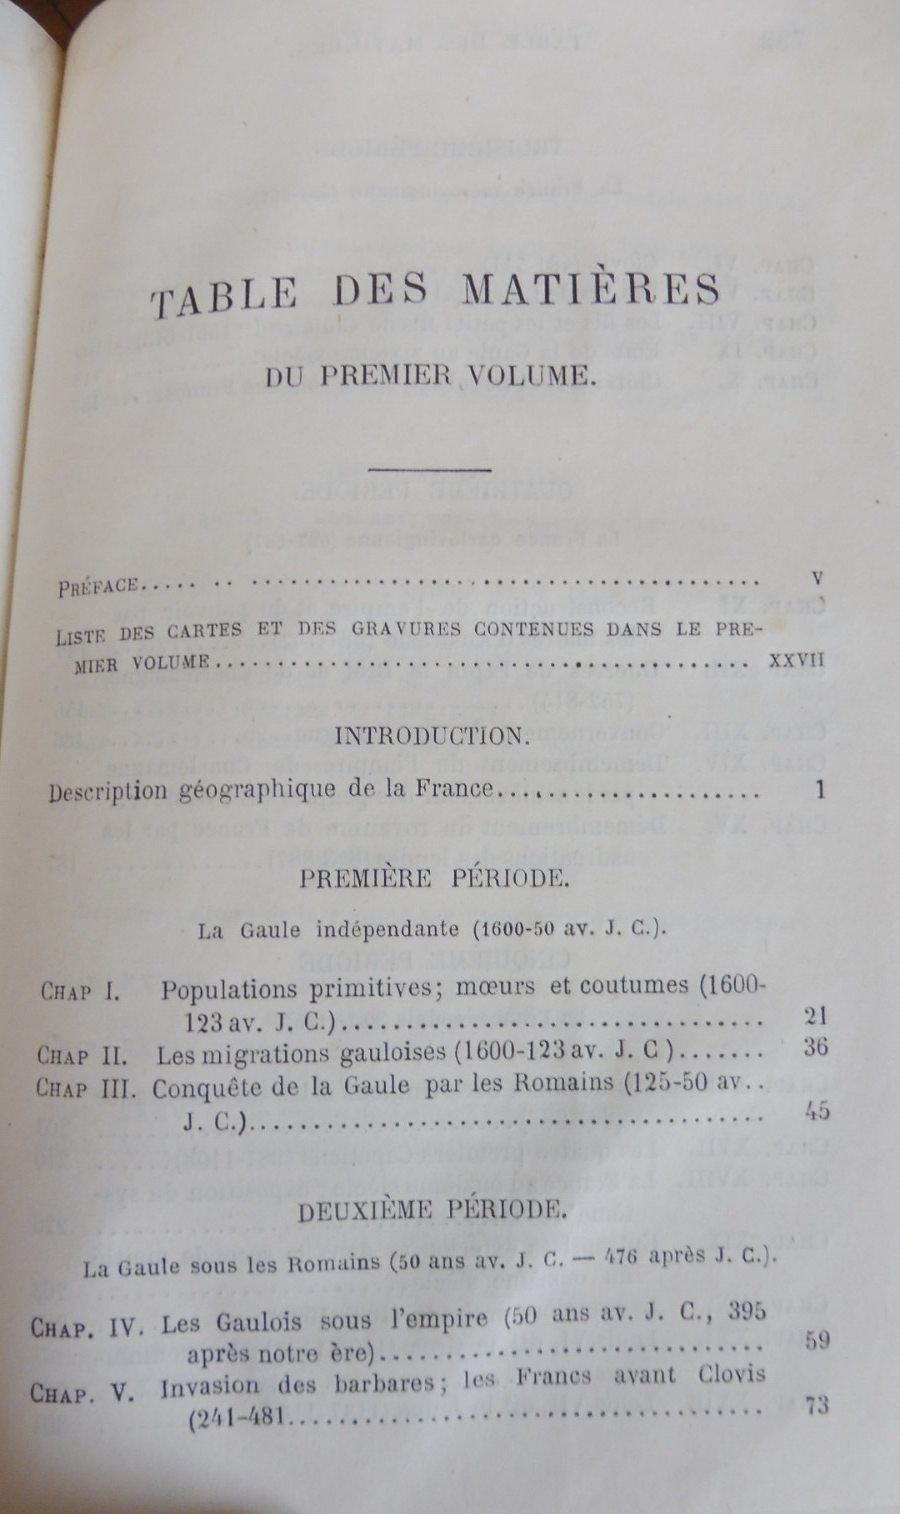 TABLE DES MATIÈRES
DU PREMIER VOLUME.
PRÉFACE..... .. ......................................... V
LISTE DES CARTES ET DES GRAVURES CONTENUES DANS LE PRE-
MIER VOLUME............................................ XXVII
INTRODUCTION.
Description géographique de la France..................... 1
PREMIÈRE PÉRIODE.
La Gaule indépendante (1600-50 av. J. C.).
CHAP I. Populations primitives; mœurs et coutumes (1600-
123 av. J. C.).................................. 21
CHAP II. Les migrations gauloises (1600-123 av. J. C )....... 36
CHAP III. Conquête de la Gaule par les Romains (125-50 av..
J. C.)......................................... 45
DEUXIÈME PÉRIODE.
La Gaule sous les Romains (50 ans av. J. C. — 476 après J. C.).
CHAP. IV. Les Gaulois sous l'empire (50 ans av. J. C., 395
après notre ère)............................... 59
CHAP. V. Invasion des barbares; les Francs avant Clovis
(241-481...................................... 73